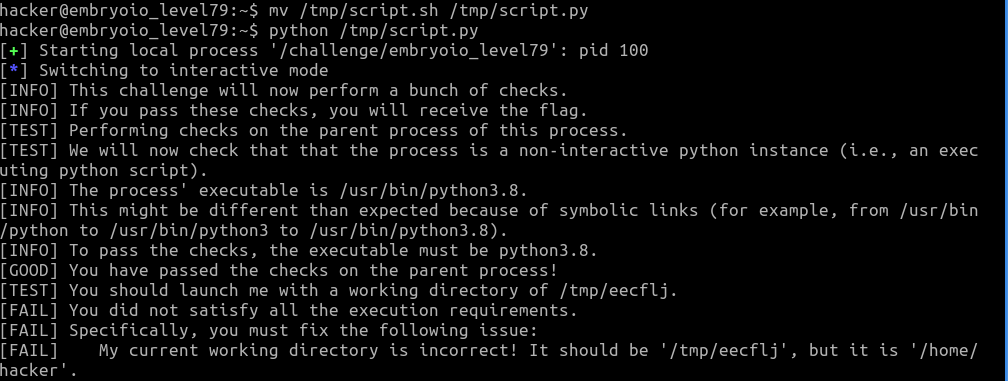 hacker@embryoio_level79:~$ mv /tmp/script.sh /tmp/script.py
hacker@embryoio_level79:~$ python /tmp/script.py
[+] Starting local process '/challenge/embryoio_level79': pid 100
[*] Switching to interactive mode
[INFO] This challenge will now perform a bunch of checks.
[INFO] If you pass these checks, you will receive the flag.
[TEST] Performing checks on the parent process of this process.
[TEST] We will now check that that the process is a non-interactive python instance (i.e., an exec
uting python script).
[INFO] The process' executable is /usr/bin/python3.8.
[INFO] This might be different than expected because of symbolic links (for example, from /usr/bin
/python to /usr/bin/python3 to /usr/bin/python3.8).
[INFO] To pass the checks, the executable must be python3.8.
[GOOD] You have passed the checks on the parent process!
[TEST] You should launch me with a working directory of /tmp/eecflj.
[FAIL] You did not satisfy all the execution requirements.
[FAIL] Specifically, you must fix the following issue:
[FAIL]    My current working directory is incorrect! It should be '/tmp/eecflj', but it is '/home/
hacker'.